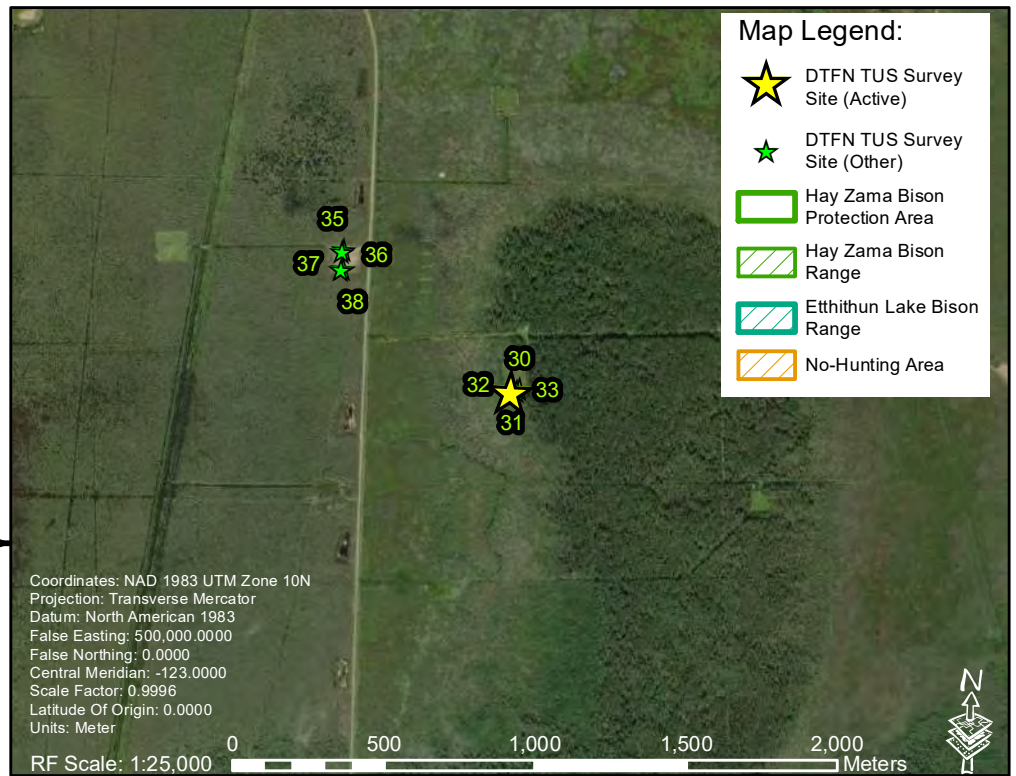 Map Legend:
DTFN TUS Survey
Site (Active)
DTFN TUS Survey
Site (Other)
Hay Zama Bison
Protection Area
Hay Zama Bison
Range
Etthithun Lake Bison
Range
No-Hunting Area
35
36
37
38
30
32
33
31
Coordinates: NAD 1983 UTM Zone 10N
Projection: Transverse Mercator
Datum: North American 1983
False Easting: 500,000.0000
False Northing: 0.0000
Central Meridian: -123.0000
Scale Factor: 0.9996
Latitude Of Origin: 0.0000
Units: Meter
RF Scale: 1:25,000
0 500 1,000 1,500 2,000
Meters
N